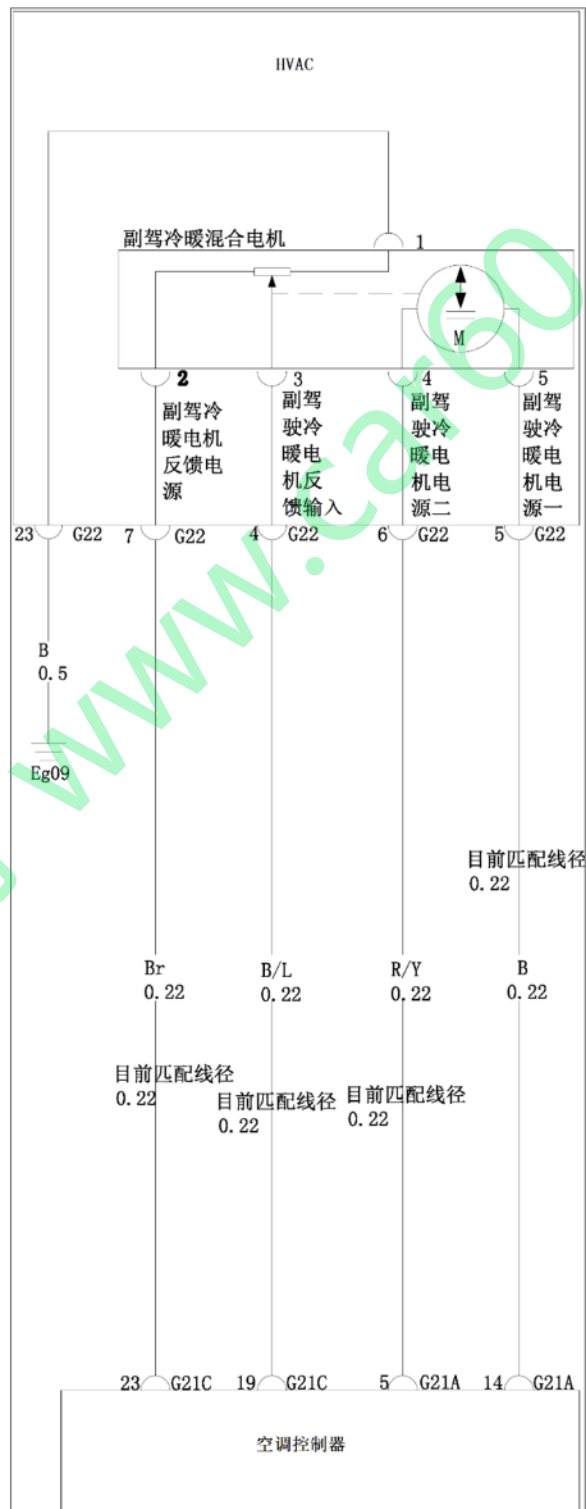 HVAC
副驾冷暖混合电机
1
M
2
3
4
5
副驾冷
暖电机
反馈电
源
副驾
驶冷
暖电
机反
馈输入
副驾
驶冷
暖电
机电
源二
副驾
驶冷
暖电
机电
源一
23 G22
7 G22
4 G22
6 G22
5 G22
B
0.5
Eg09
目前匹配线径
0.22
Br
0.22
B/L
0.22
R/Y
0.22
B
0.22
目前匹配线径
0.22
目前匹配线径
0.22
目前匹配线径
0.22
23 G21C
19 G21C
5 G21A
14 G21A
空调控制器
www.car60